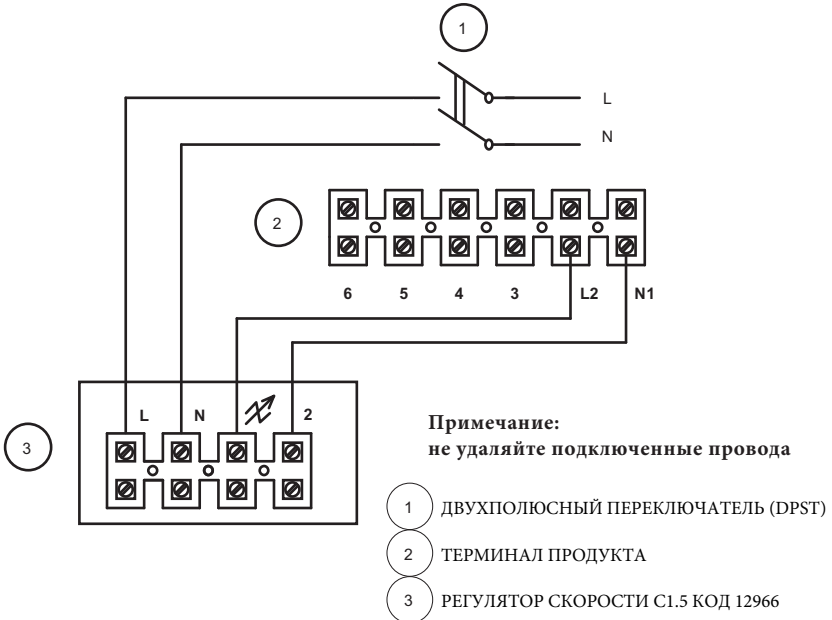 1
L
N
2
6 5 4 3 L2 N1
L N 2
3
Примечание:
не удаляйте подключенные провода
1 ДВУХПОЛЮСНЫЙ ПЕРЕКЛЮЧАТЕЛЬ (DPST)
2 ТЕРМИНАЛ ПРОДУКТА
3 РЕГУЛЯТОР СКОРОСТИ C1.5 КОД 12966